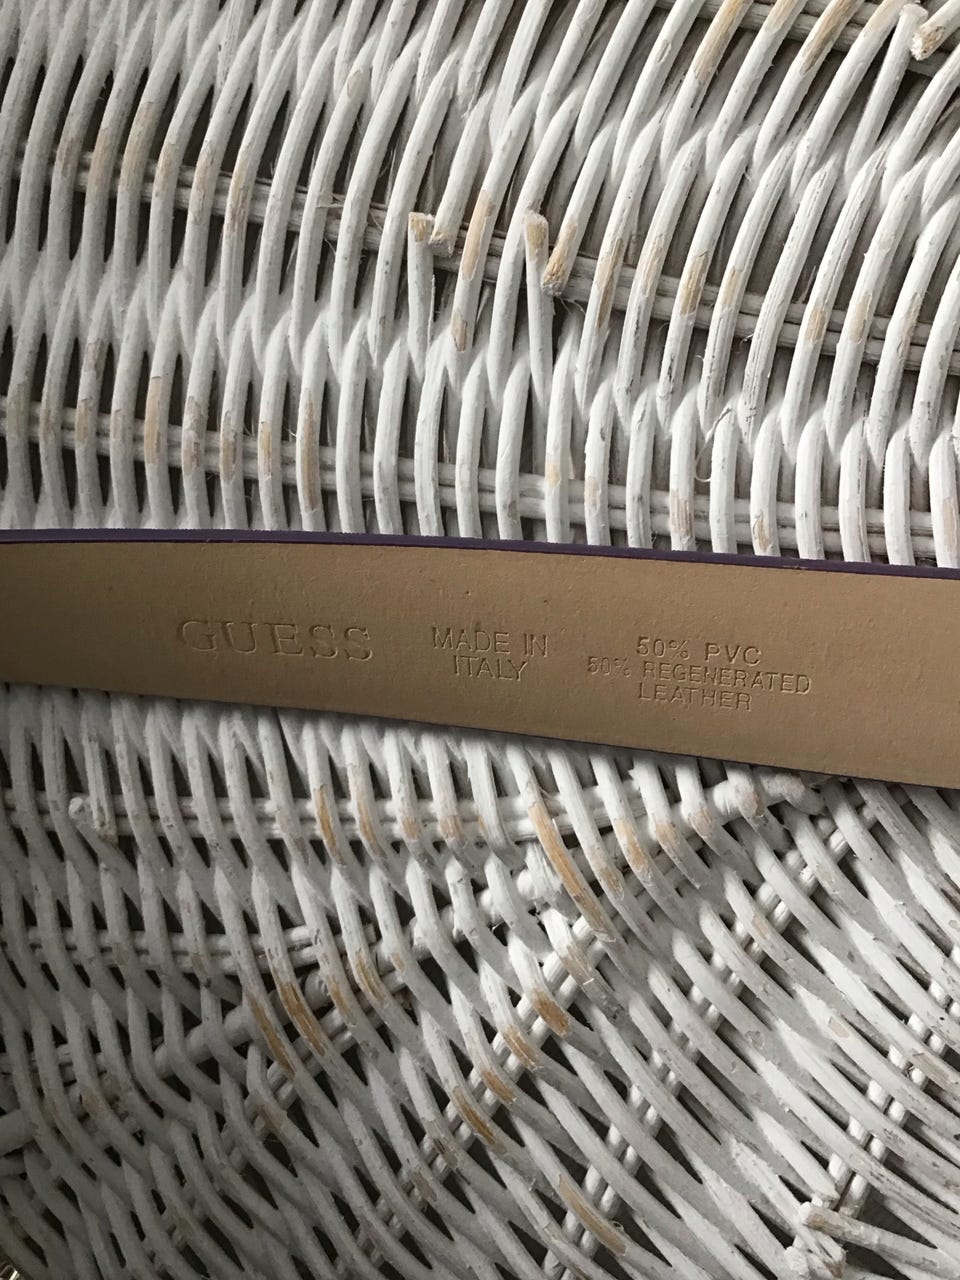 GUESS
MADE IN
ITALY
50% PVC
50% REGENERATED
LEATHER